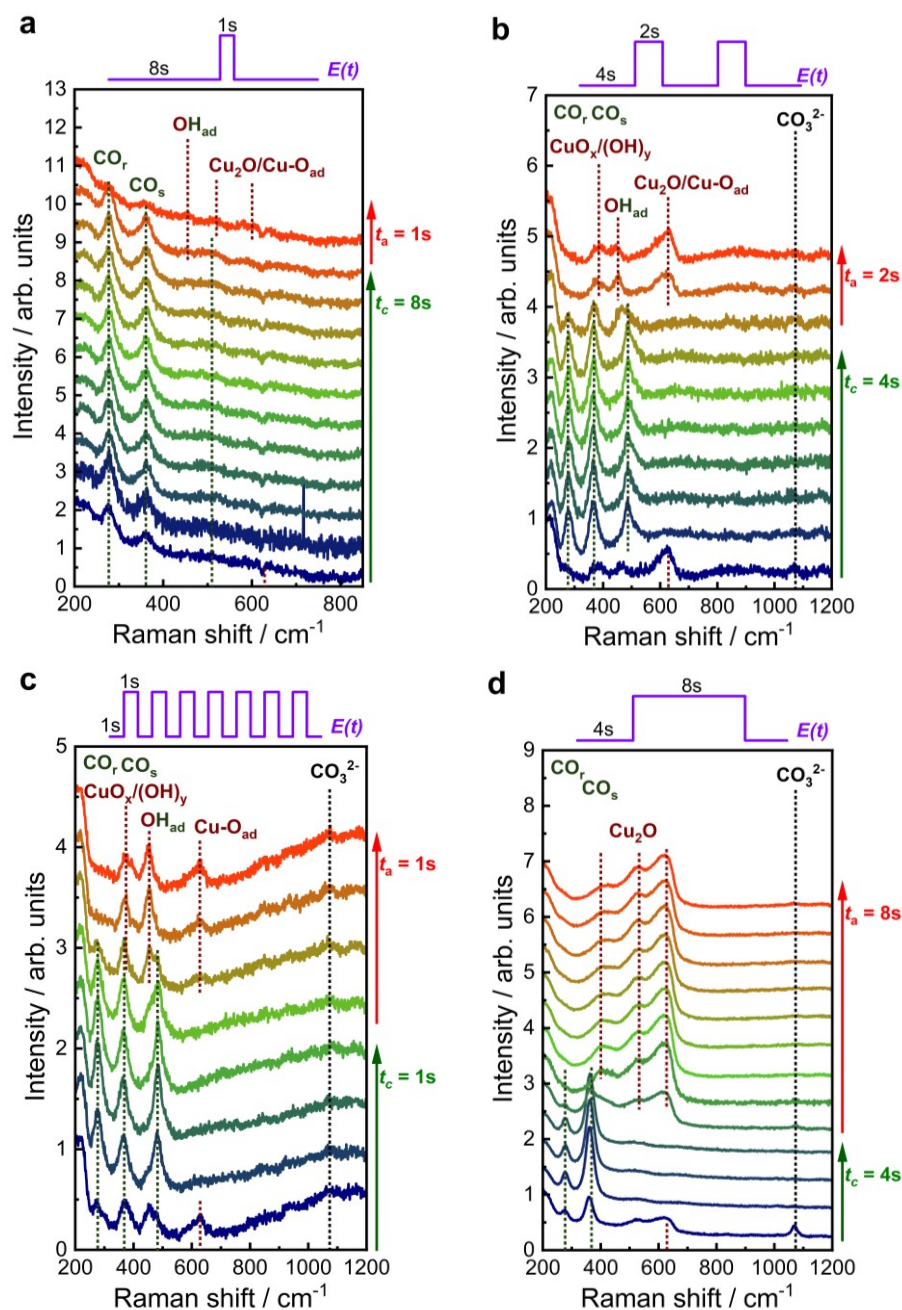 a
1s
8s
E(t)
13
12
11
10
9
8
7
6
5
4
3
2
1
0
Intensity / arb. units
COr
COs
OHad
Cu2O/Cu-Oad
ta = 1s
tc = 8s
200 400 600 800
Raman shift / cm-1
b
2s
4s
E(t)
7
6
5
4
3
2
1
0
Intensity / arb. units
COr COs
CO3 2-
CuOx/(OH)y
Cu2O/Cu-Oad
OHad
ta = 2s
tc = 4s
200 400 600 800 1000 1200
Raman shift / cm-1
c
1s
1s
E(t)
5
4
3
2
1
0
Intensity / arb. units
COr COs
CO3 2-
CuOx/(OH)y
OHad
Cu-Oad
ta = 1s
tc = 1s
200 400 600 800 1000 1200
Raman shift / cm-1
d
8s
4s
E(t)
9
8
7
6
5
4
3
2
1
0
Intensity / arb. units
COr
COs
CO3 2-
Cu2O
ta = 8s
tc = 4s
200 400 600 800 1000 1200
Raman shift / cm-1